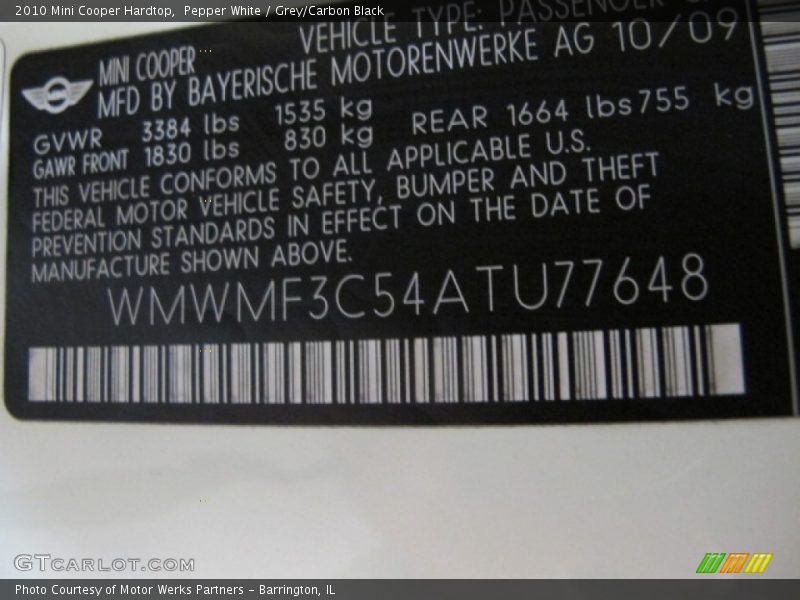 2010 Mini Cooper Hardtop,  Pepper White / Grey/Carbon Black
VEHICLE TYPE: PASSENGER
MINI COOPER
MFD BY BAYERISCHE MOTORENWERKE AG 10/09
GVWR 3384 lbs 1535 kg
GAWR FRONT 1830 lbs 830 kg REAR 1664 lbs 755 kg
THIS VEHICLE CONFORMS TO ALL APPLICABLE U.S.
FEDERAL MOTOR VEHICLE SAFETY, BUMPER AND THEFT
PREVENTION STANDARDS IN EFFECT ON THE DATE OF
MANUFACTURE SHOWN ABOVE.
WMWMF3C54ATU77648
GTCARLOT.COM
Photo Courtesy of Motor Werks Partners - Barrington, IL